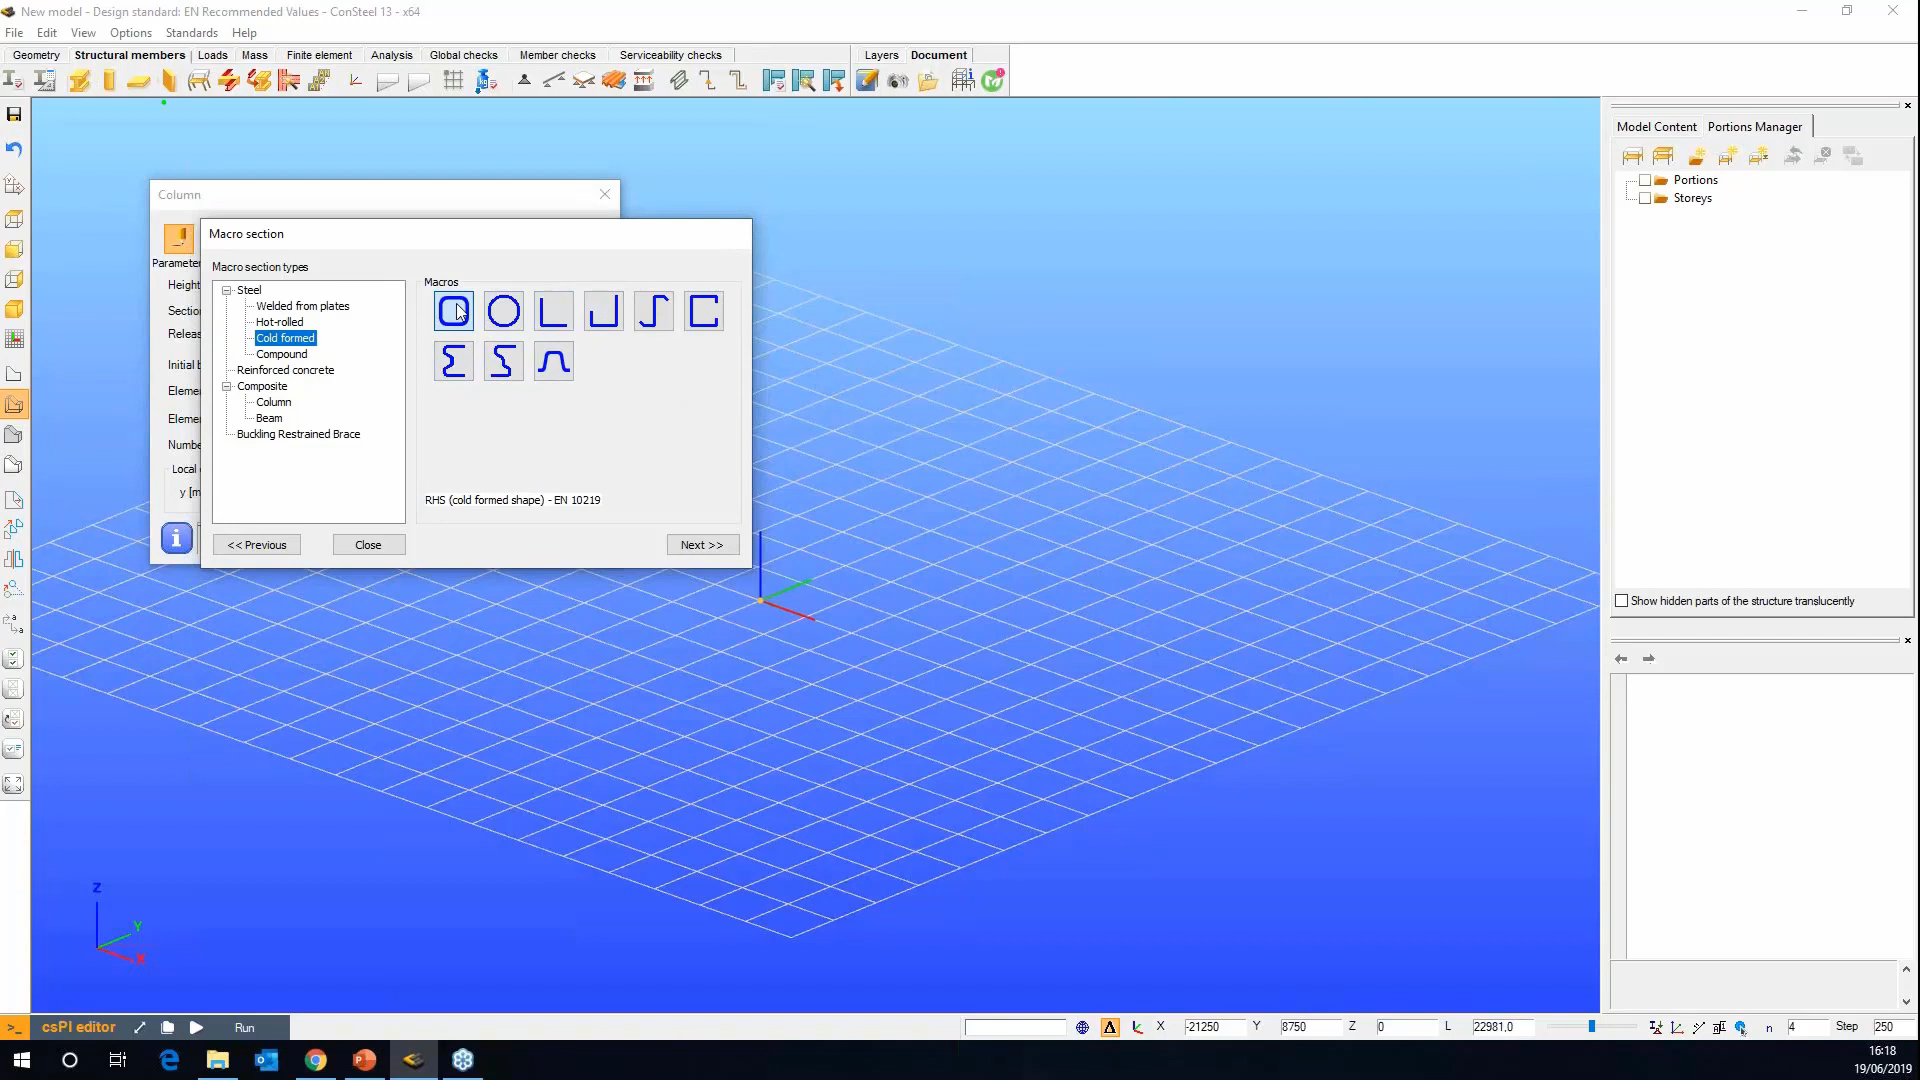 New model - Design standard: EN Recommended Values - ConSteel 13 - x64
File Edit View Options Standards Help
Geometry Structural members Loads Mass Finite element Analysis Global checks Member checks Serviceability checks Layers Document
Model Content Portions Manager
Portions
Storeys
Column
Macro section
Macro section types
Macros
Steel
Welded from plates
Hot-rolled
Cold formed
Compound
Reinforced concrete
Composite
Column
Beam
Buckling Restrained Brace
Paramete
Height
Sectio
Releas
Initial b
Eleme
Eleme
Numbe
Local
y [m
RHS (cold formed shape) - EN 10219
<< Previous Close Next >>
Show hidden parts of the structure translucently
Z
Y
X
>_ csPI editor Run
X -21250 Y 8750 Z 0 L 22981,0 n 4 Step 250
16:18
19/06/2019